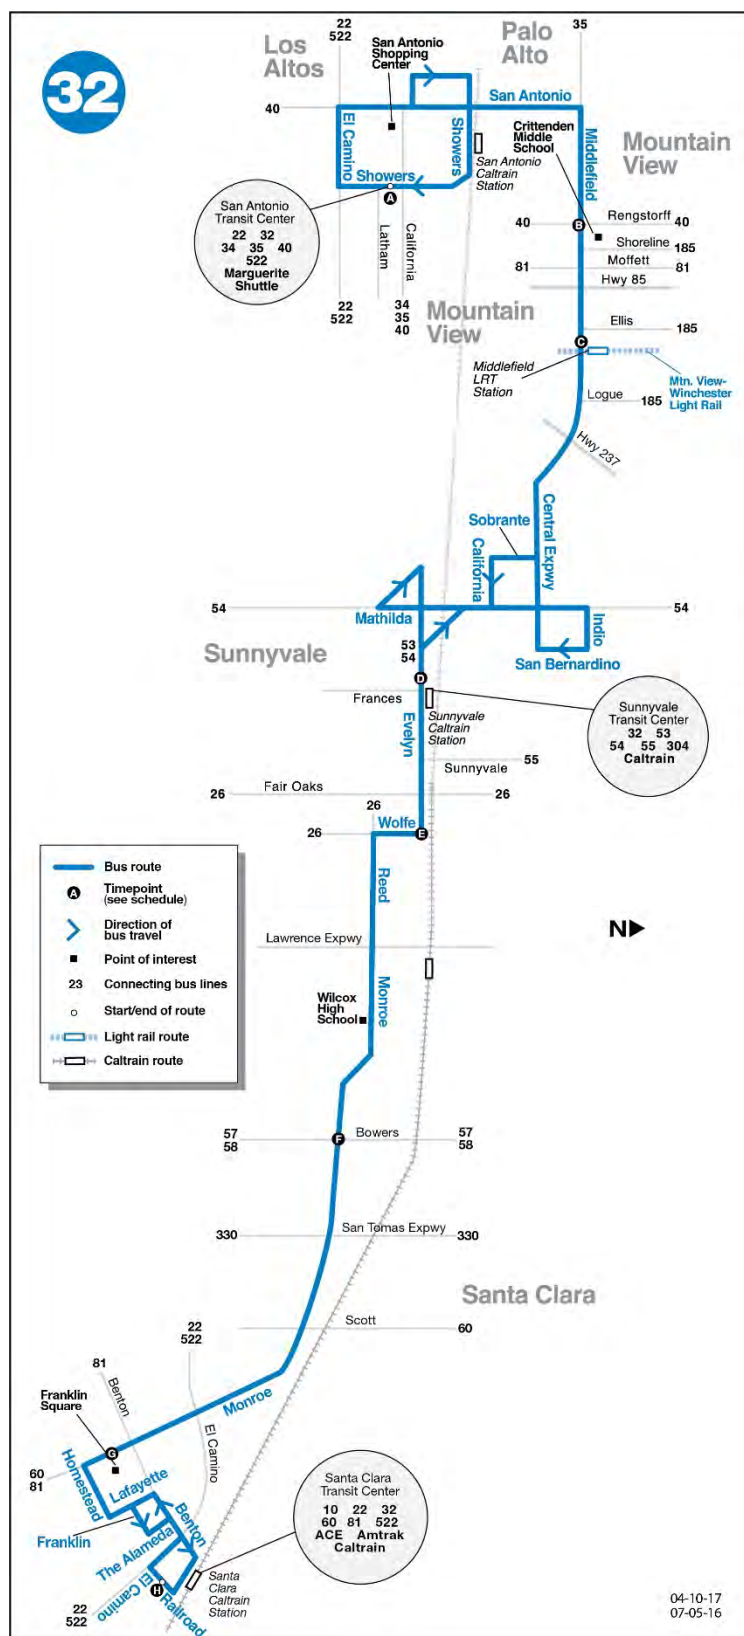 32
22
522
Los
Altos
San Antonio
Shopping
Center
Palo
Alto
35
40
San Antonio
El Camino
Showers
Crittenden
Middle
School
Middlefield
Mountain
View
San Antonio
Caltrain
Station
Showers
A
San Antonio
Transit Center
22 32
34 35 40
522
Marguerite
Shuttle
Latham
California
22
522
34
35
40
Mountain
View
40
B
Rengstorff
40
Shoreline
185
81
Moffett
81
Hwy 85
Ellis
185
C
Middlefield
LRT
Station
Mtn. View-
Winchester
Light Rail
Logue
185
Hwy 237
Sobrante
California
Central Expwy
54
Mathilda
Indio
54
53
54
San Bernardino
Sunnyvale
D
Frances
Evelyn
Sunnyvale
Caltrain
Station
Sunnyvale
Transit Center
32 53
54 55 304
Caltrain
55
Sunnyvale
Fair Oaks
26
26
26
Wolfe
26
E
Reed
Bus route
A
Timepoint
(see schedule)
Direction of
bus travel
Point of interest
23
Connecting bus lines
Start/end of route
Light rail route
Caltrain route
N
Lawrence Expwy
Monroe
Wilcox
High
School
57
58
F
Bowers
57
58
330
San Tomas Expwy
330
Santa Clara
Scott
60
22
522
81
Benton
Franklin
Square
Monroe
El Camino
G
60
81
Homestead
Lafayette
Franklin
Benton
The Alameda
El Camino
H
Railroad
22
522
Santa
Clara
Caltrain
Station
Santa Clara
Transit Center
10 22 32
60 81 522
ACE Amtrak
Caltrain
04-10-17
07-05-16